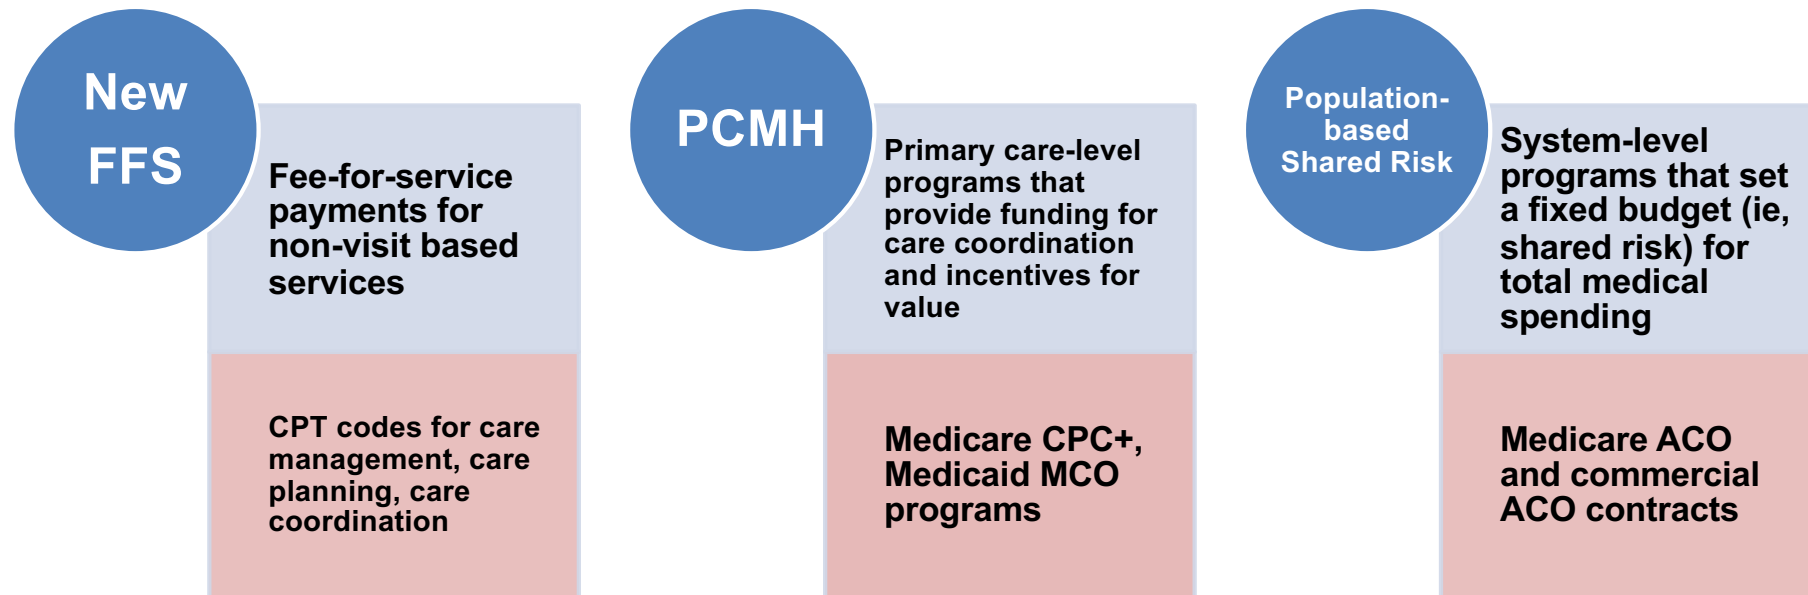 New
FFS
Fee-for-service
payments for
non-visit based
services
CPT codes for care
management, care
planning, care
coordination
PCMH
Primary care-level
programs that
provide funding for
care coordination
and incentives for
value
Medicare CPC+,
Medicaid MCO
programs
Population-
based
Shared Risk
System-level
programs that set
a fixed budget (ie,
shared risk) for
total medical
spending
Medicare ACO
and commercial
ACO contracts